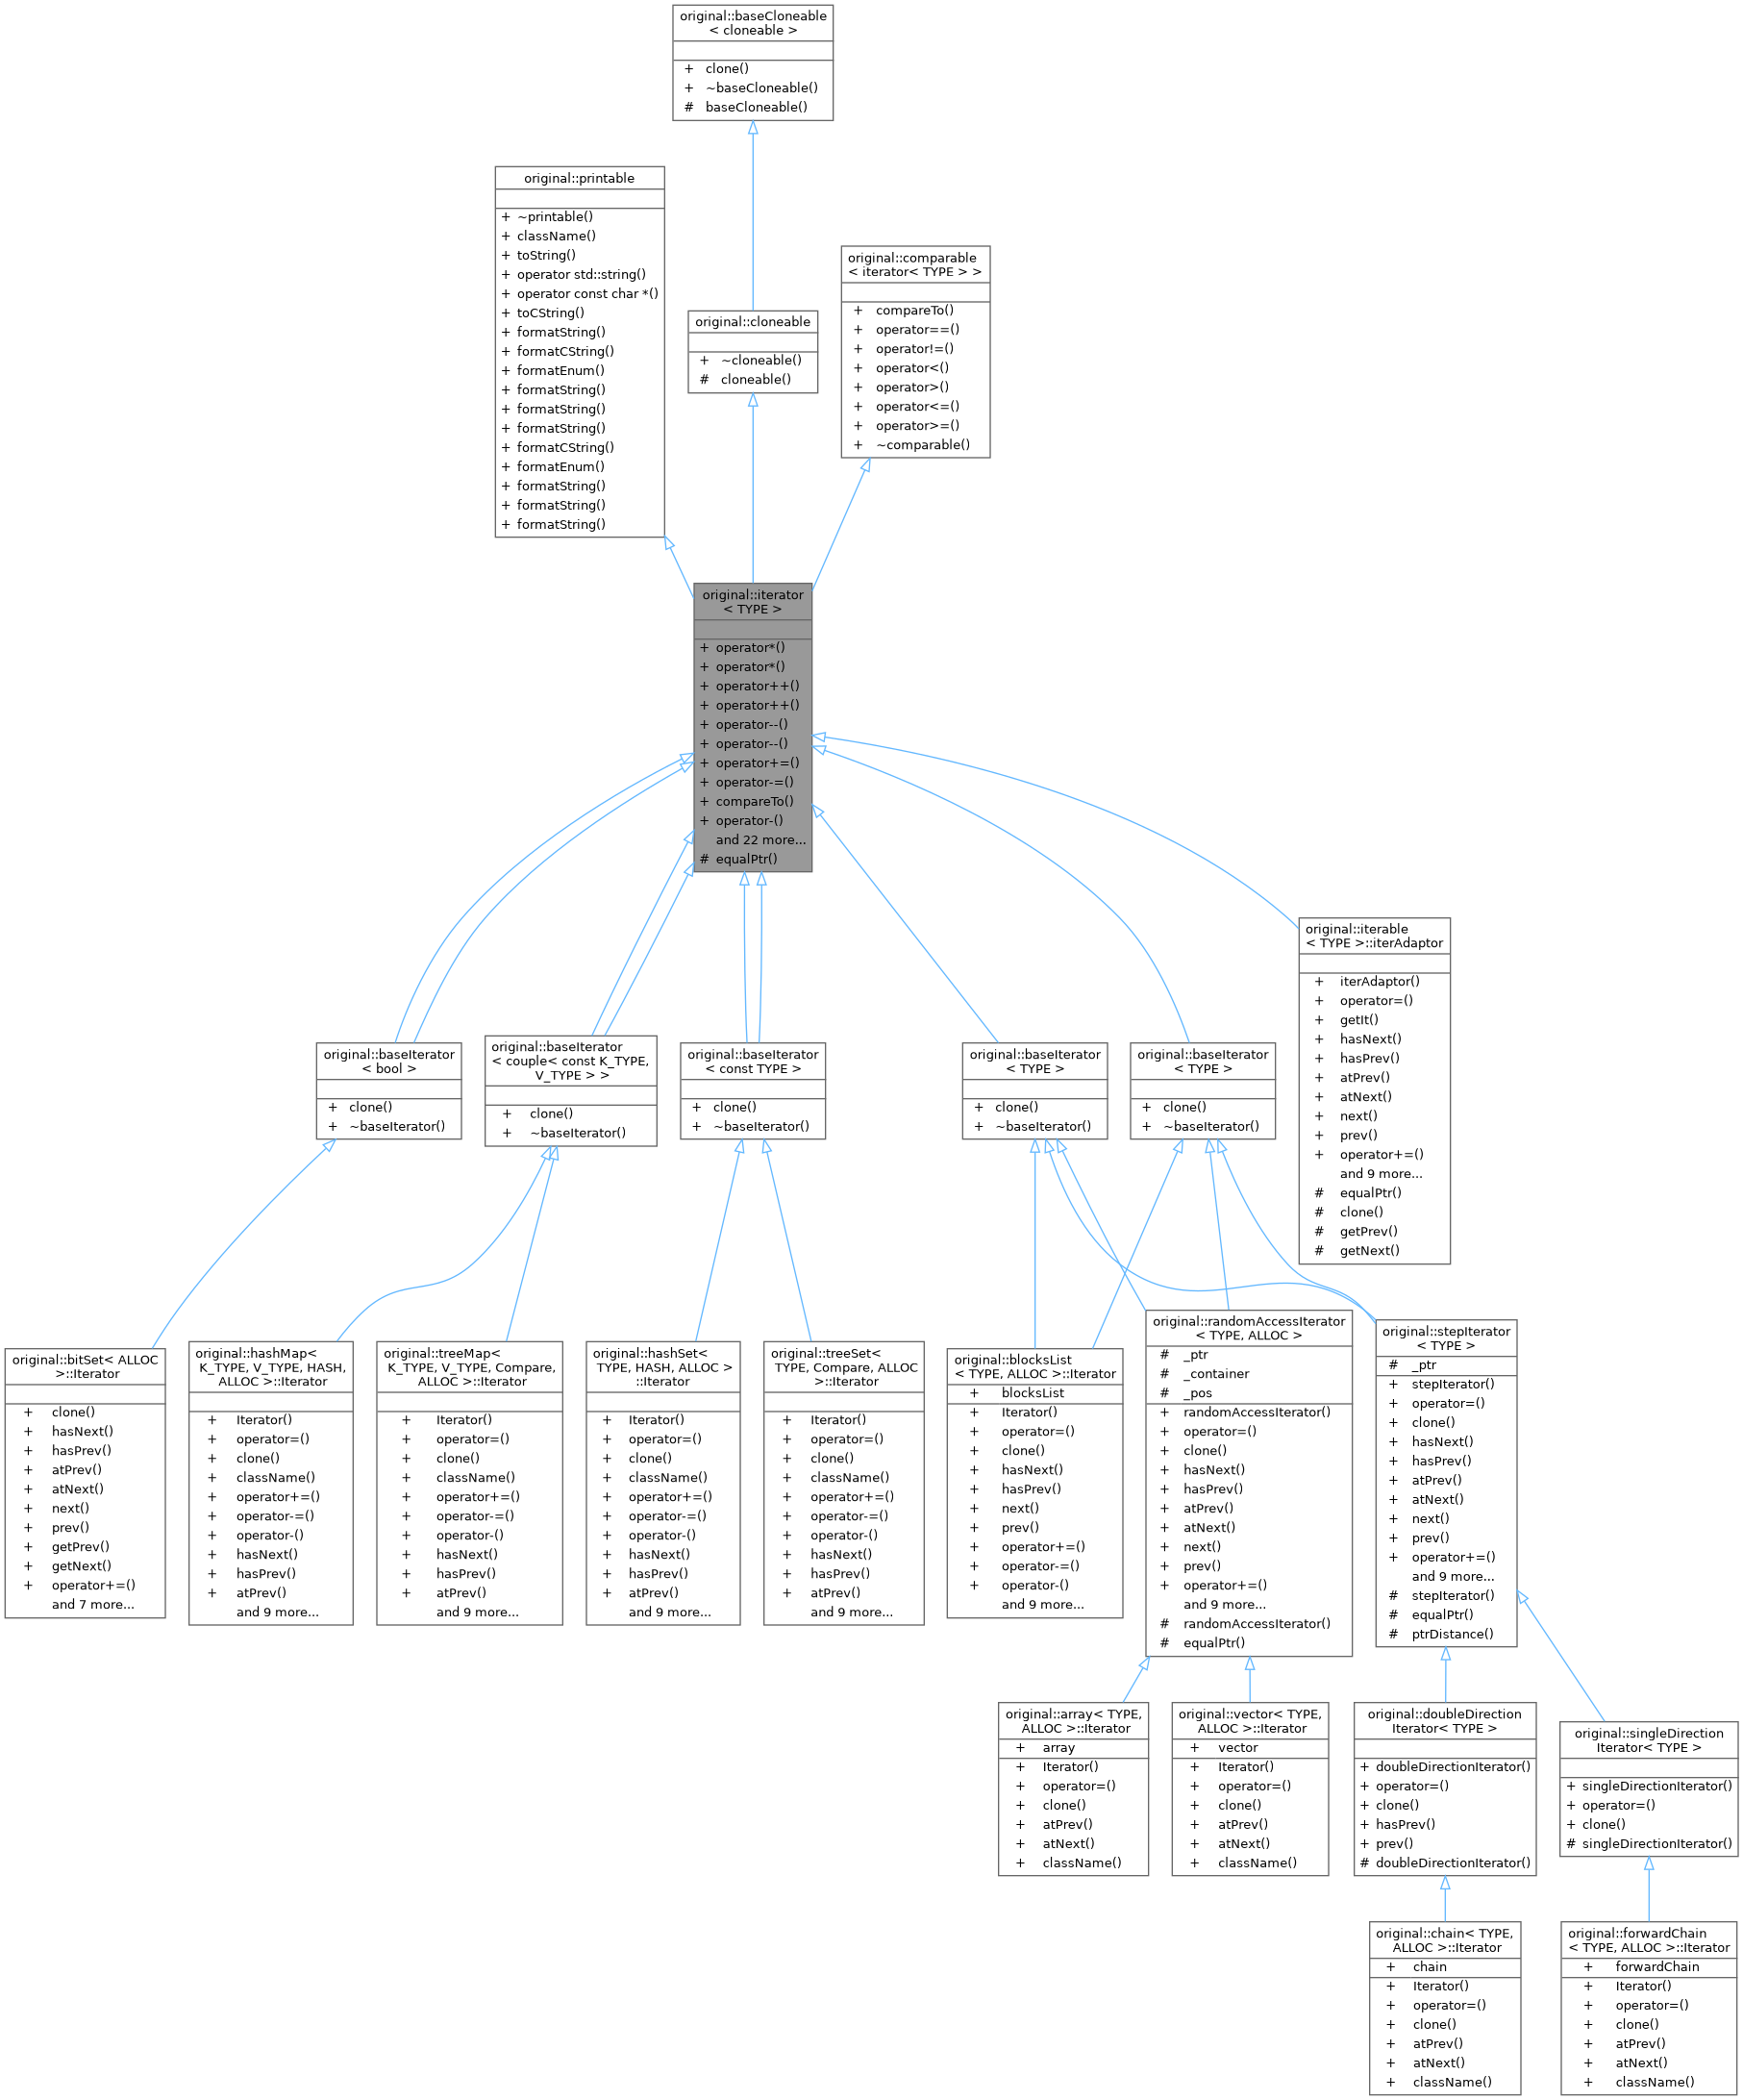 original::baseCloneable
< cloneable >
+ clone()
+ ~baseCloneable()
# baseCloneable()
original::printable
+ ~printable()
+ className()
+ toString()
+ operator std::string()
+ operator const char *()
+ toCString()
+ formatString()
+ formatCString()
+ formatEnum()
+ formatString()
+ formatString()
+ formatString()
+ formatCString()
+ formatEnum()
+ formatString()
+ formatString()
+ formatString()
original::cloneable
+ ~cloneable()
# cloneable()
original::comparable
< iterator< TYPE > >
+ compareTo()
+ operator==()
+ operator!=()
+ operator<()
+ operator>()
+ operator<=()
+ operator>=()
+ ~comparable()
original::iterator
< TYPE >
+ operator*()
+ operator*()
+ operator++()
+ operator++()
+ operator--()
+ operator--()
+ operator+=()
+ operator-=()
+ compareTo()
+ operator-()
and 22 more...
# equalPtr()
original::iterable
< TYPE >::iterAdaptor
+ iterAdaptor()
+ operator=()
+ getIt()
+ hasNext()
+ hasPrev()
+ atPrev()
+ atNext()
+ next()
+ prev()
+ operator+=()
and 9 more...
# equalPtr()
# clone()
# getPrev()
# getNext()
original::baseIterator
< bool >
+ clone()
+ ~baseIterator()
original::baseIterator
< couple< const K_TYPE,
V_TYPE > >
+ clone()
+ ~baseIterator()
original::baseIterator
< const TYPE >
+ clone()
+ ~baseIterator()
original::baseIterator
< TYPE >
+ clone()
+ ~baseIterator()
original::baseIterator
< TYPE >
+ clone()
+ ~baseIterator()
original::bitSet< ALLOC
>::Iterator
+ clone()
+ hasNext()
+ hasPrev()
+ atPrev()
+ atNext()
+ next()
+ prev()
+ getPrev()
+ getNext()
+ operator+=()
and 7 more...
original::hashMap<
K_TYPE, V_TYPE, HASH,
ALLOC >::Iterator
+ Iterator()
+ operator=()
+ clone()
+ className()
+ operator+=()
+ operator-=()
+ operator-()
+ hasNext()
+ hasPrev()
+ atPrev()
and 9 more...
original::treeMap<
K_TYPE, V_TYPE, Compare,
ALLOC >::Iterator
+ Iterator()
+ operator=()
+ clone()
+ className()
+ operator+=()
+ operator-=()
+ operator-()
+ hasNext()
+ hasPrev()
+ atPrev()
and 9 more...
original::hashSet<
TYPE, HASH, ALLOC >
::Iterator
+ Iterator()
+ operator=()
+ clone()
+ className()
+ operator+=()
+ operator-=()
+ operator-()
+ hasNext()
+ hasPrev()
+ atPrev()
and 9 more...
original::treeSet<
TYPE, Compare, ALLOC
>::Iterator
+ Iterator()
+ operator=()
+ clone()
+ className()
+ operator+=()
+ operator-=()
+ operator-()
+ hasNext()
+ hasPrev()
+ atPrev()
and 9 more...
original::blocksList
< TYPE, ALLOC >::Iterator
+ blocksList
+ Iterator()
+ operator=()
+ clone()
+ hasNext()
+ hasPrev()
+ next()
+ prev()
+ operator+=()
+ operator-=()
+ operator-()
and 9 more...
original::randomAccessIterator
< TYPE, ALLOC >
# _ptr
# _container
# _pos
+ randomAccessIterator()
+ operator=()
+ clone()
+ hasNext()
+ hasPrev()
+ atPrev()
+ atNext()
+ next()
+ prev()
+ operator+=()
and 9 more...
# randomAccessIterator()
# equalPtr()
original::stepIterator
< TYPE >
# _ptr
+ stepIterator()
+ operator=()
+ clone()
+ hasNext()
+ hasPrev()
+ atPrev()
+ atNext()
+ next()
+ prev()
+ operator+=()
and 9 more...
# stepIterator()
# equalPtr()
# ptrDistance()
original::array< TYPE,
ALLOC >::Iterator
+ array
+ Iterator()
+ operator=()
+ clone()
+ atPrev()
+ atNext()
+ className()
original::vector< TYPE,
ALLOC >::Iterator
+ vector
+ Iterator()
+ operator=()
+ clone()
+ atPrev()
+ atNext()
+ className()
original::doubleDirection
Iterator< TYPE >
+ doubleDirectionIterator()
+ operator=()
+ clone()
+ hasPrev()
+ prev()
# doubleDirectionIterator()
original::singleDirection
Iterator< TYPE >
+ singleDirectionIterator()
+ operator=()
+ clone()
# singleDirectionIterator()
original::chain< TYPE,
ALLOC >::Iterator
+ chain
+ Iterator()
+ operator=()
+ clone()
+ atPrev()
+ atNext()
+ className()
original::forwardChain
< TYPE, ALLOC >::Iterator
+ forwardChain
+ Iterator()
+ operator=()
+ clone()
+ atPrev()
+ atNext()
+ className()